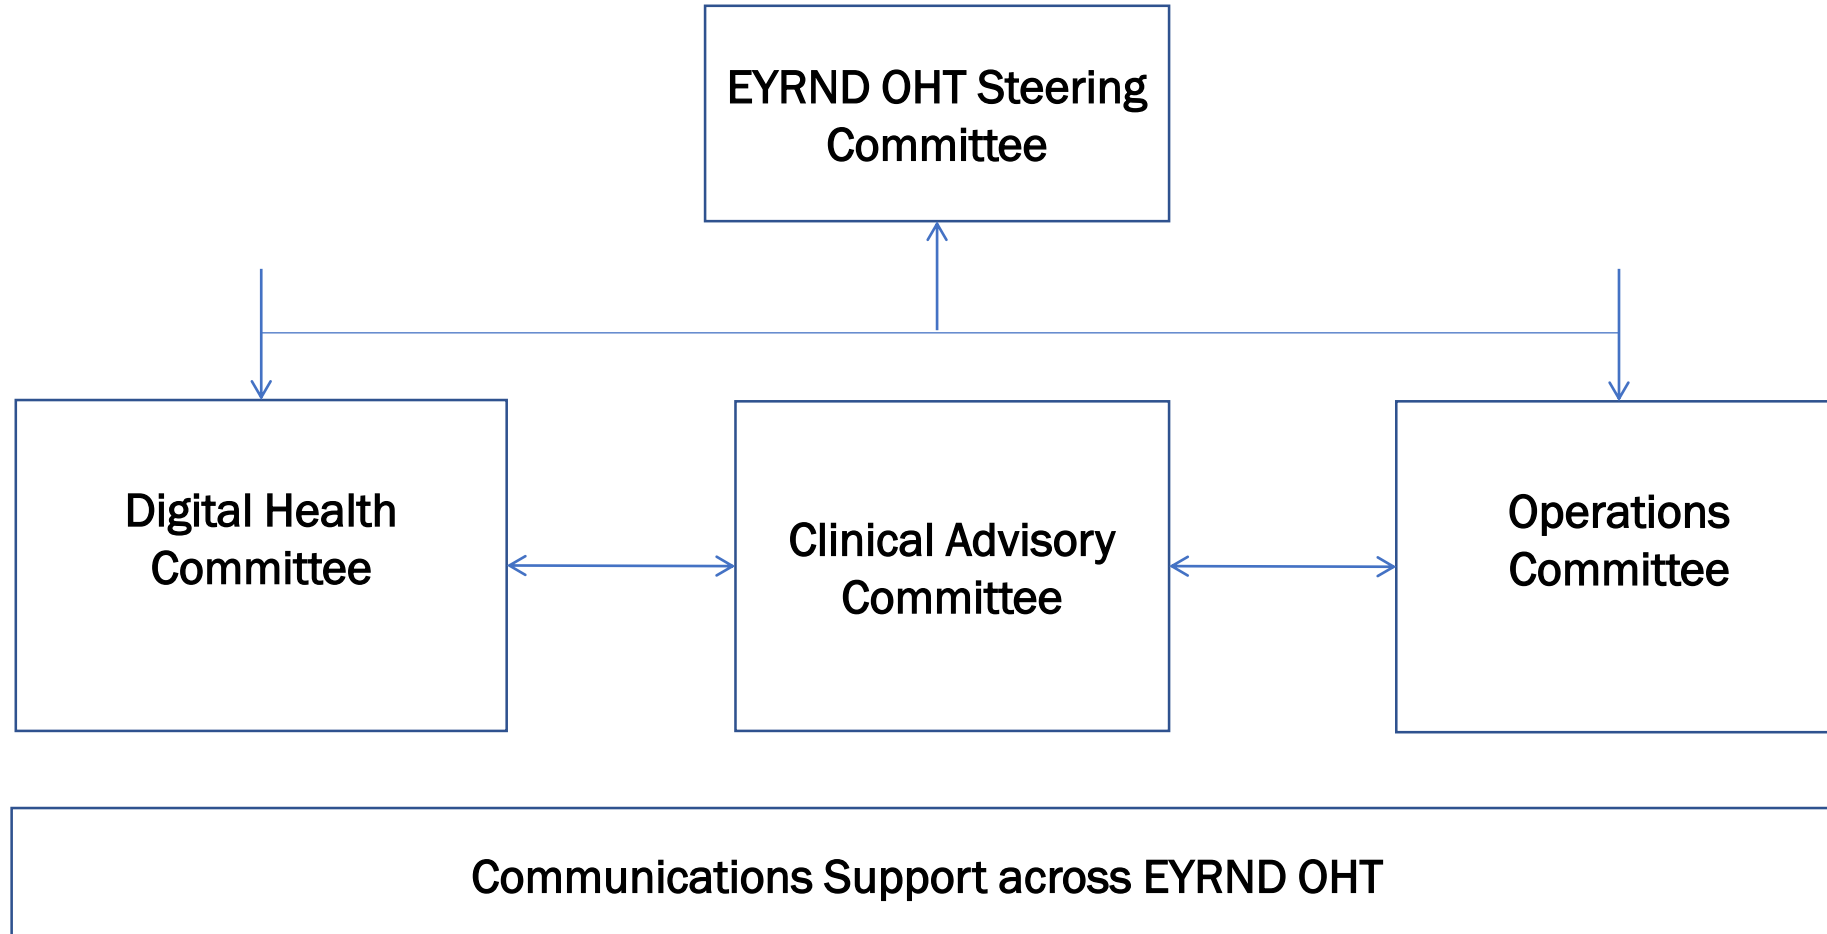 EYRND OHT Steering
Committee
Digital Health
Committee
Clinical Advisory
Committee
Operations
Committee
Communications Support across EYRND OHT